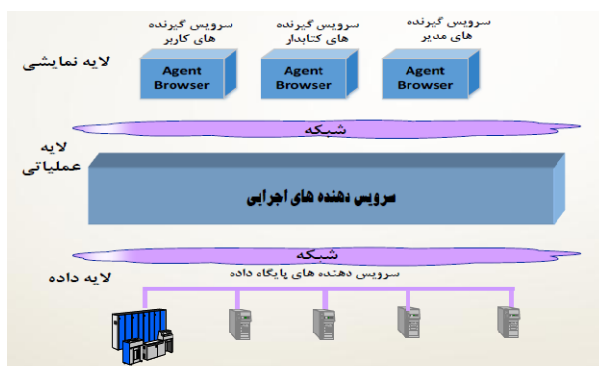 سرویس گیرنده
های مدیر
سرویس گیرنده
های کتابدار
سرویس گیرنده
های کاربر
لایه نمایشی
Agent
Browser
Agent
Browser
Agent
Browser
شبکه
لایه
عملیاتی
سرویس دهنده های اجرایی
شبکه
سرویس دهنده های پایگاه داده
لایه داده